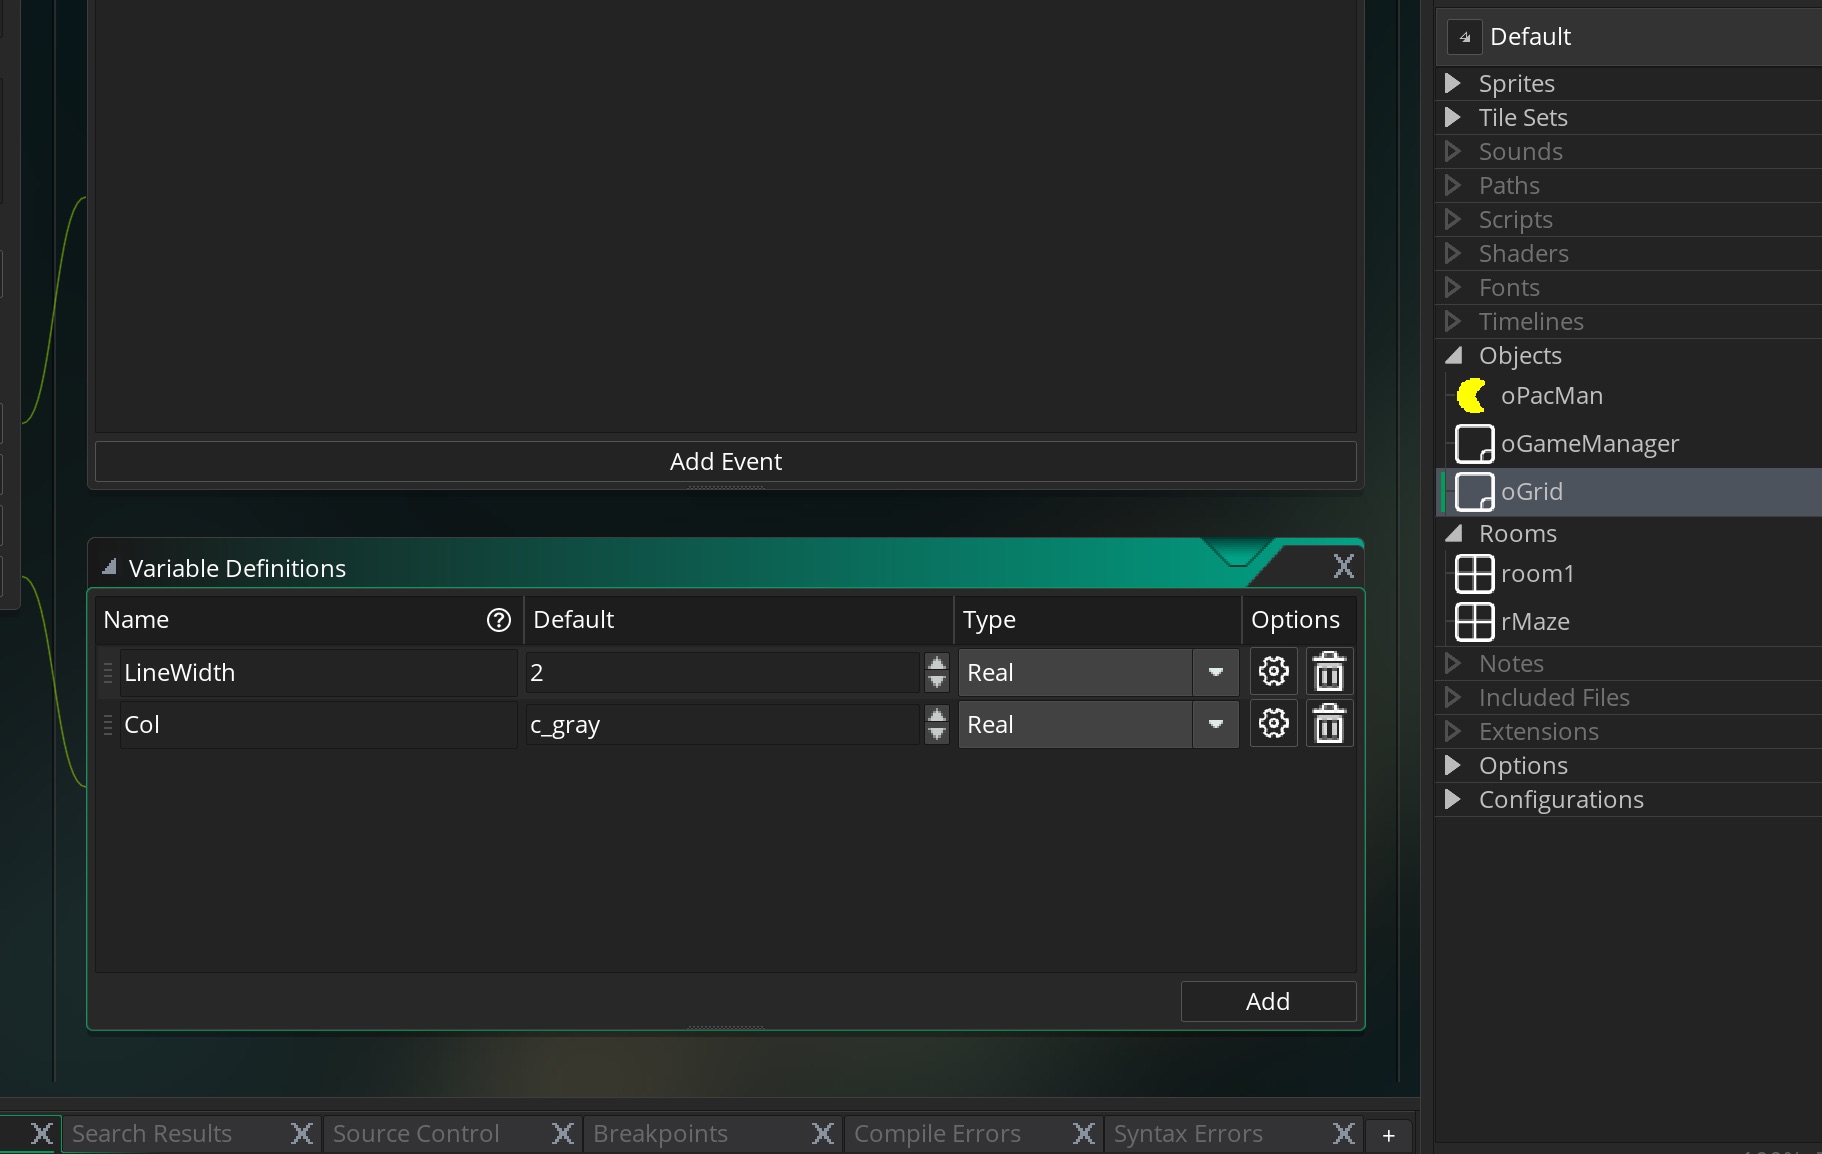 Add Event
Variable Definitions
Name
Default
Type
Options
LineWidth
2
Real
Col
c_gray
Real
Add
Search Results
Source Control
Breakpoints
Compile Errors
Syntax Errors
+
Default
Sprites
Tile Sets
Sounds
Paths
Scripts
Shaders
Fonts
Timelines
Objects
oPacMan
oGameManager
oGrid
Rooms
room1
rMaze
Notes
Included Files
Extensions
Options
Configurations